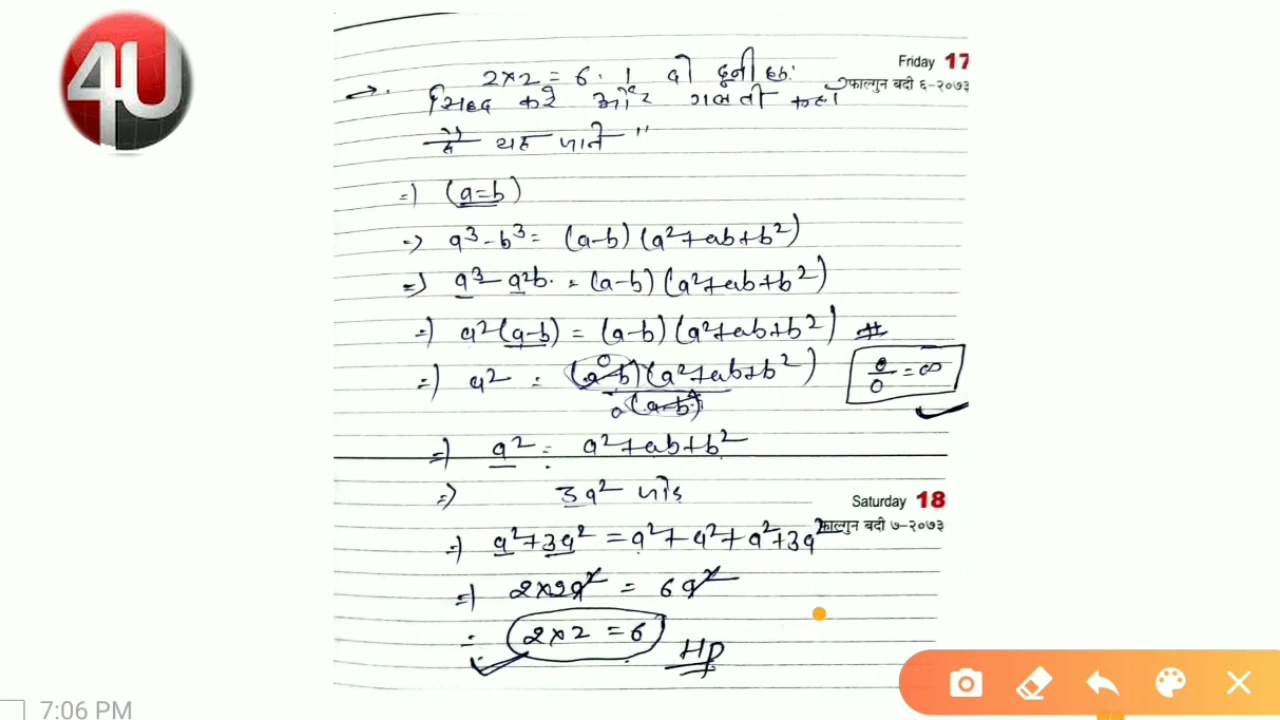 4U
Friday 17
फाल्गुन बदी ६-२०७३
→. 2×2 = 6. । दो दूनी छः
सिद्ध करे और गलती कहाँ
है यह जाने "
=) (a=b)
=> a³-b³= (a-b) (a²+ab+b²)
=) a³-a²b. = (a-b) (a²+ab+b²)
=) a²(a-b) = (a-b) (a²+ab+b²) #
=) a² = (a-b)(a²+ab+b²) 0/0 = ∞
0 (a-b)
=) a² = a²+ab+b²
=> 3a² जोड़
Saturday 18
फाल्गुन बदी ७-२०७३
=) a²+3a² = a²+a²+a²+3a²
=) 2×2a² = 6a²
÷ 2×2 = 6 HP
7:06 PM